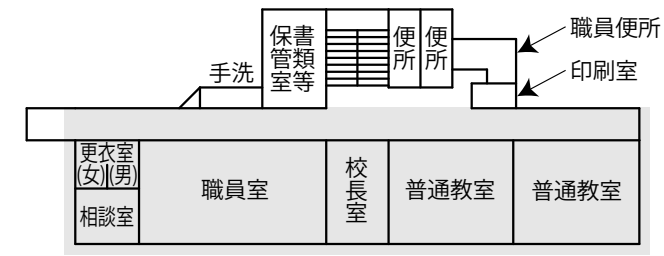 手洗
保管室
書類等
便所
便所
職員便所
印刷室
更衣室
(女)(男)
相談室
職員室
校長室
普通教室
普通教室